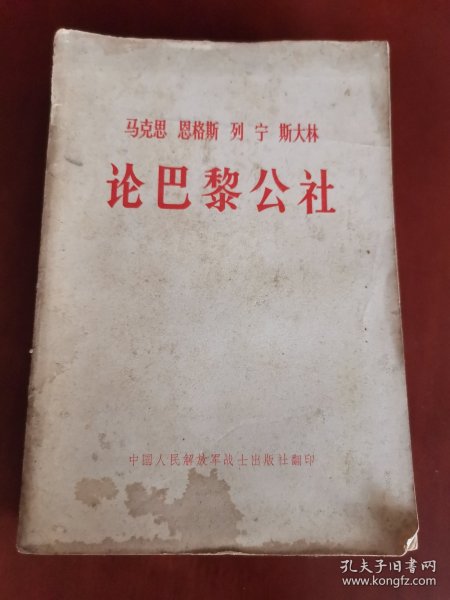 马克思 恩格斯 列 宁 斯大林
论巴黎公社
中國人民解放军战士出版社翻印
孔夫子旧书网
www.kongfz.com